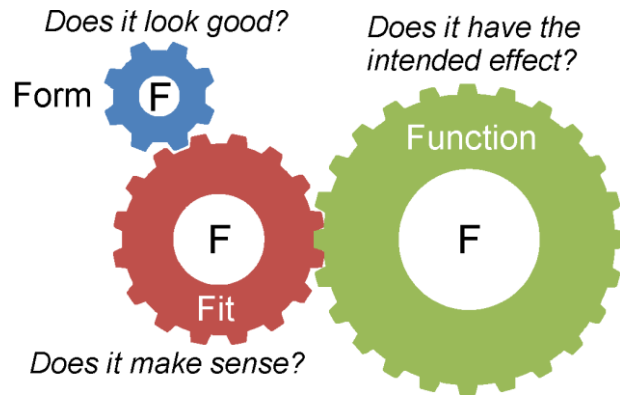 Does it look good?
Does it have the
intended effect?
Form
F
Function
F
F
Fit
Does it make sense?